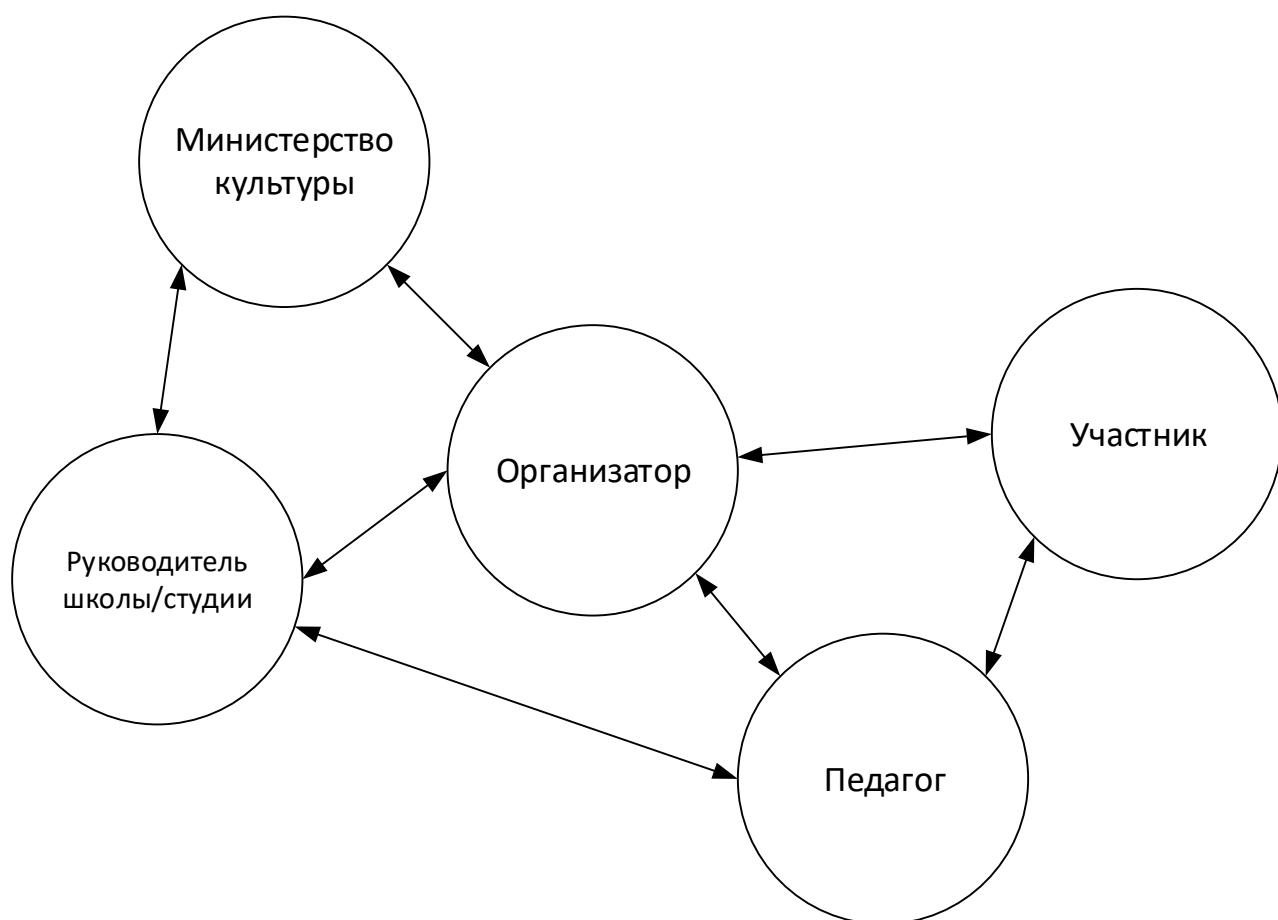 Министерство
культуры
Организатор
Участник
Руководитель
школы/студии
Педагог